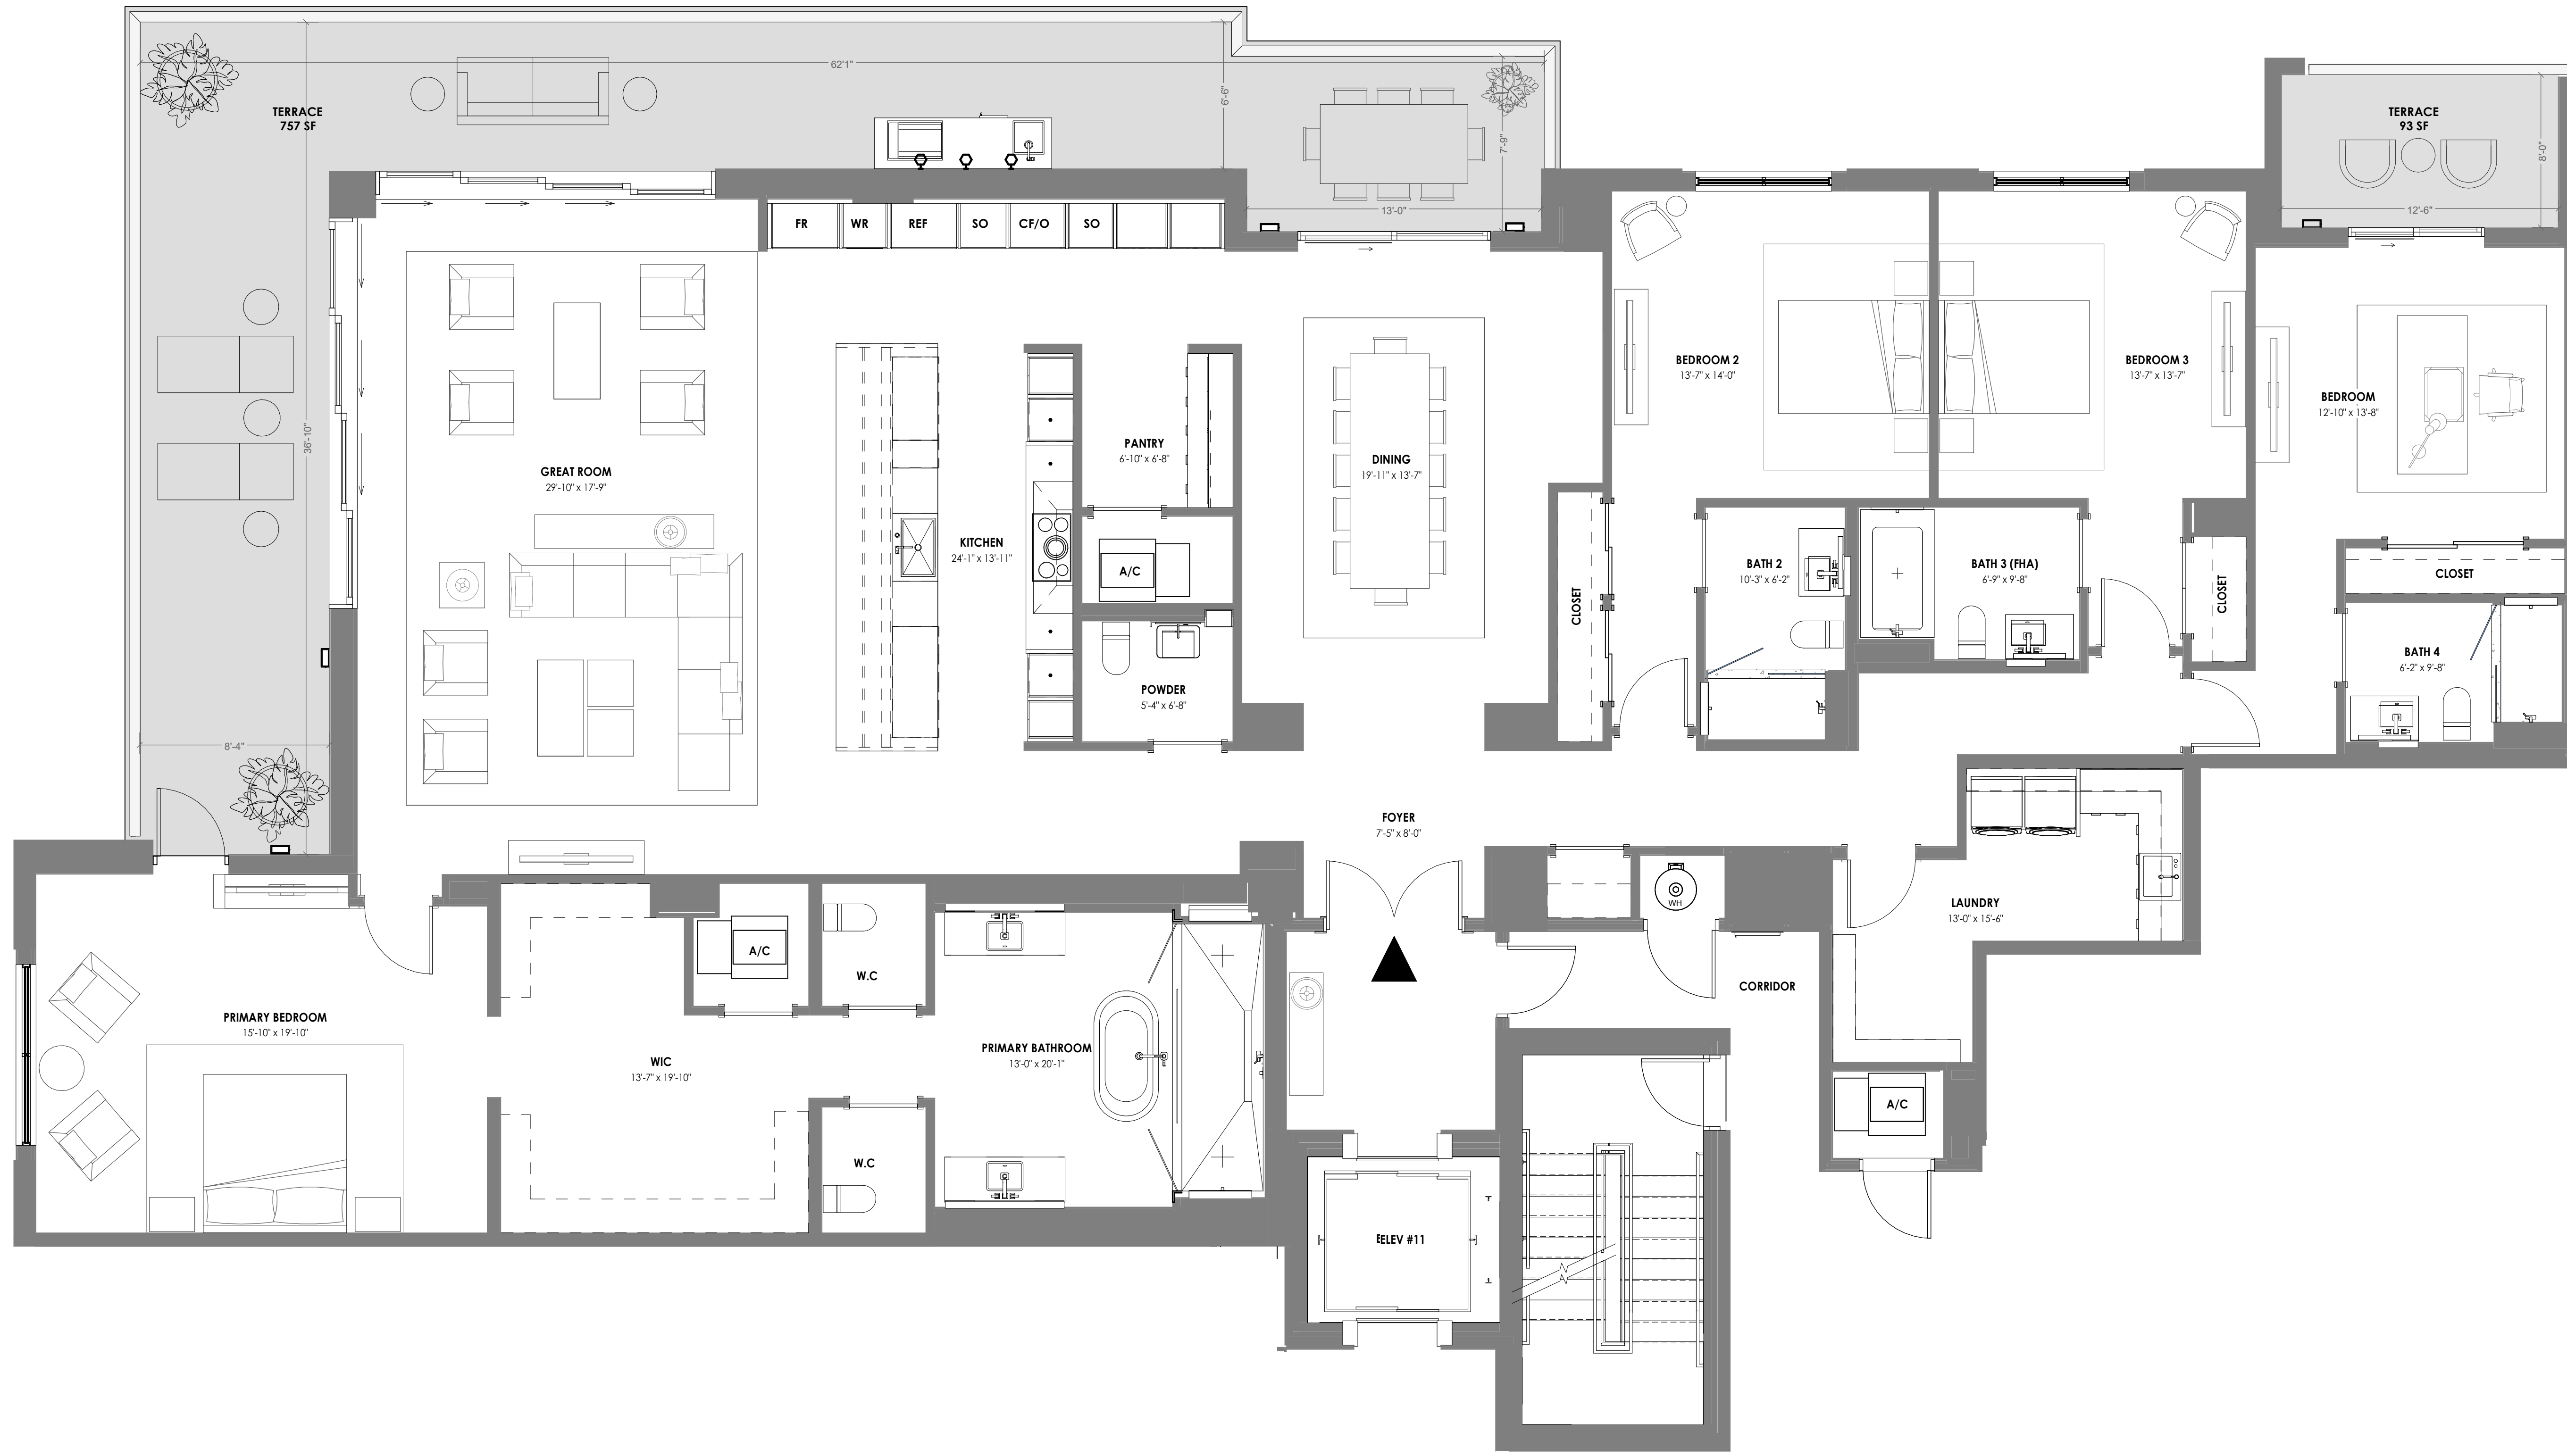 62'1"
TERRACE
757 SF
6'-6"
7'-9"
13'-0"
TERRACE
93 SF
8'-0"
12'-6"
FR
WR
REF
SO
CF/O
SO
36'-10"
8'-4"
GREAT ROOM
29'-10" x 17'-9"
KITCHEN
24'-1" x 13'-11"
PANTRY
6'-10" x 6'-8"
A/C
POWDER
5'-4" x 6'-8"
DINING
19'-11" x 13'-7"
CLOSET
BEDROOM 2
13'-7" x 14'-0"
BEDROOM 3
13'-7" x 13'-7"
BEDROOM
12'-10" x 13'-8"
BATH 2
10'-3" x 6'-2"
BATH 3 (FHA)
6'-9" x 9'-8"
CLOSET
CLOSET
BATH 4
6'-2" x 9'-8"
FOYER
7'-5" x 8'-0"
WH
LAUNDRY
13'-0" x 15'-6"
CORRIDOR
A/C
PRIMARY BEDROOM
15'-10" x 19'-10"
WIC
13'-7" x 19'-10"
A/C
W.C
W.C
PRIMARY BATHROOM
13'-0" x 20'-1"
ELEV #11